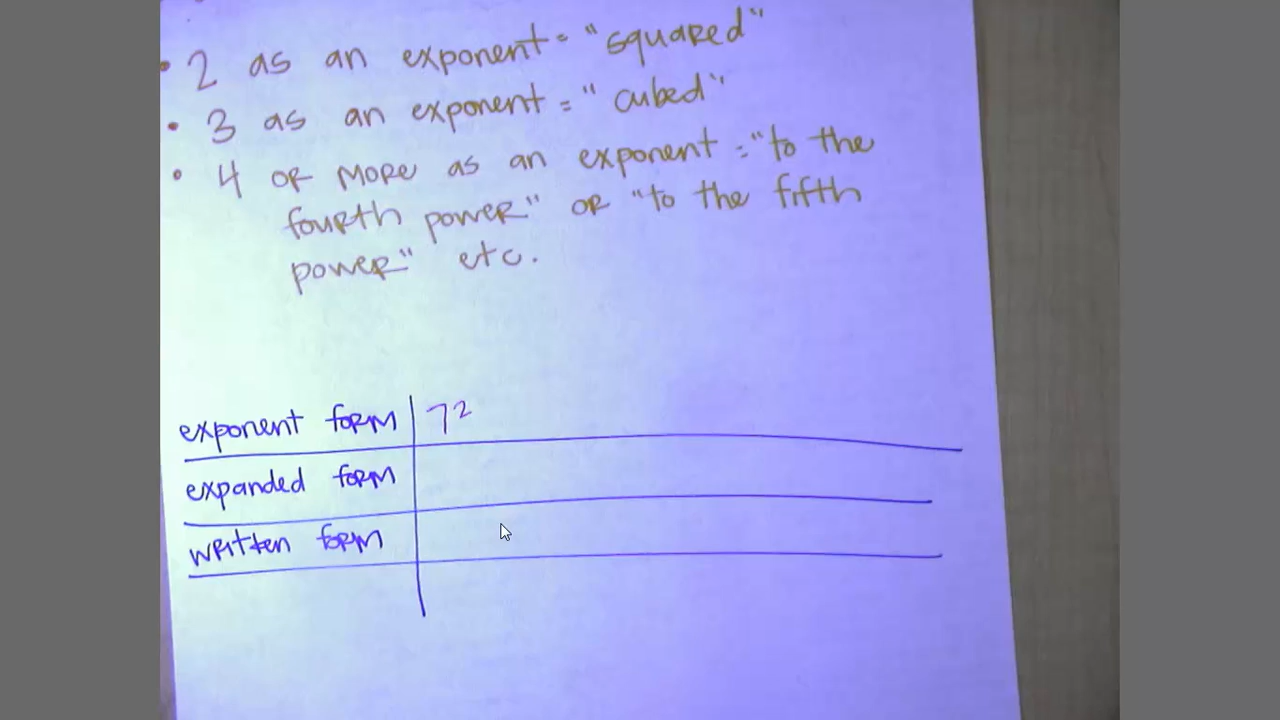 • 2 as an exponent = "squared"
• 3 as an exponent = "cubed"
• 4 or more as an exponent = "to the
fourth power" or "to the fifth
power" etc.
exponent form 7²
expanded form
written form